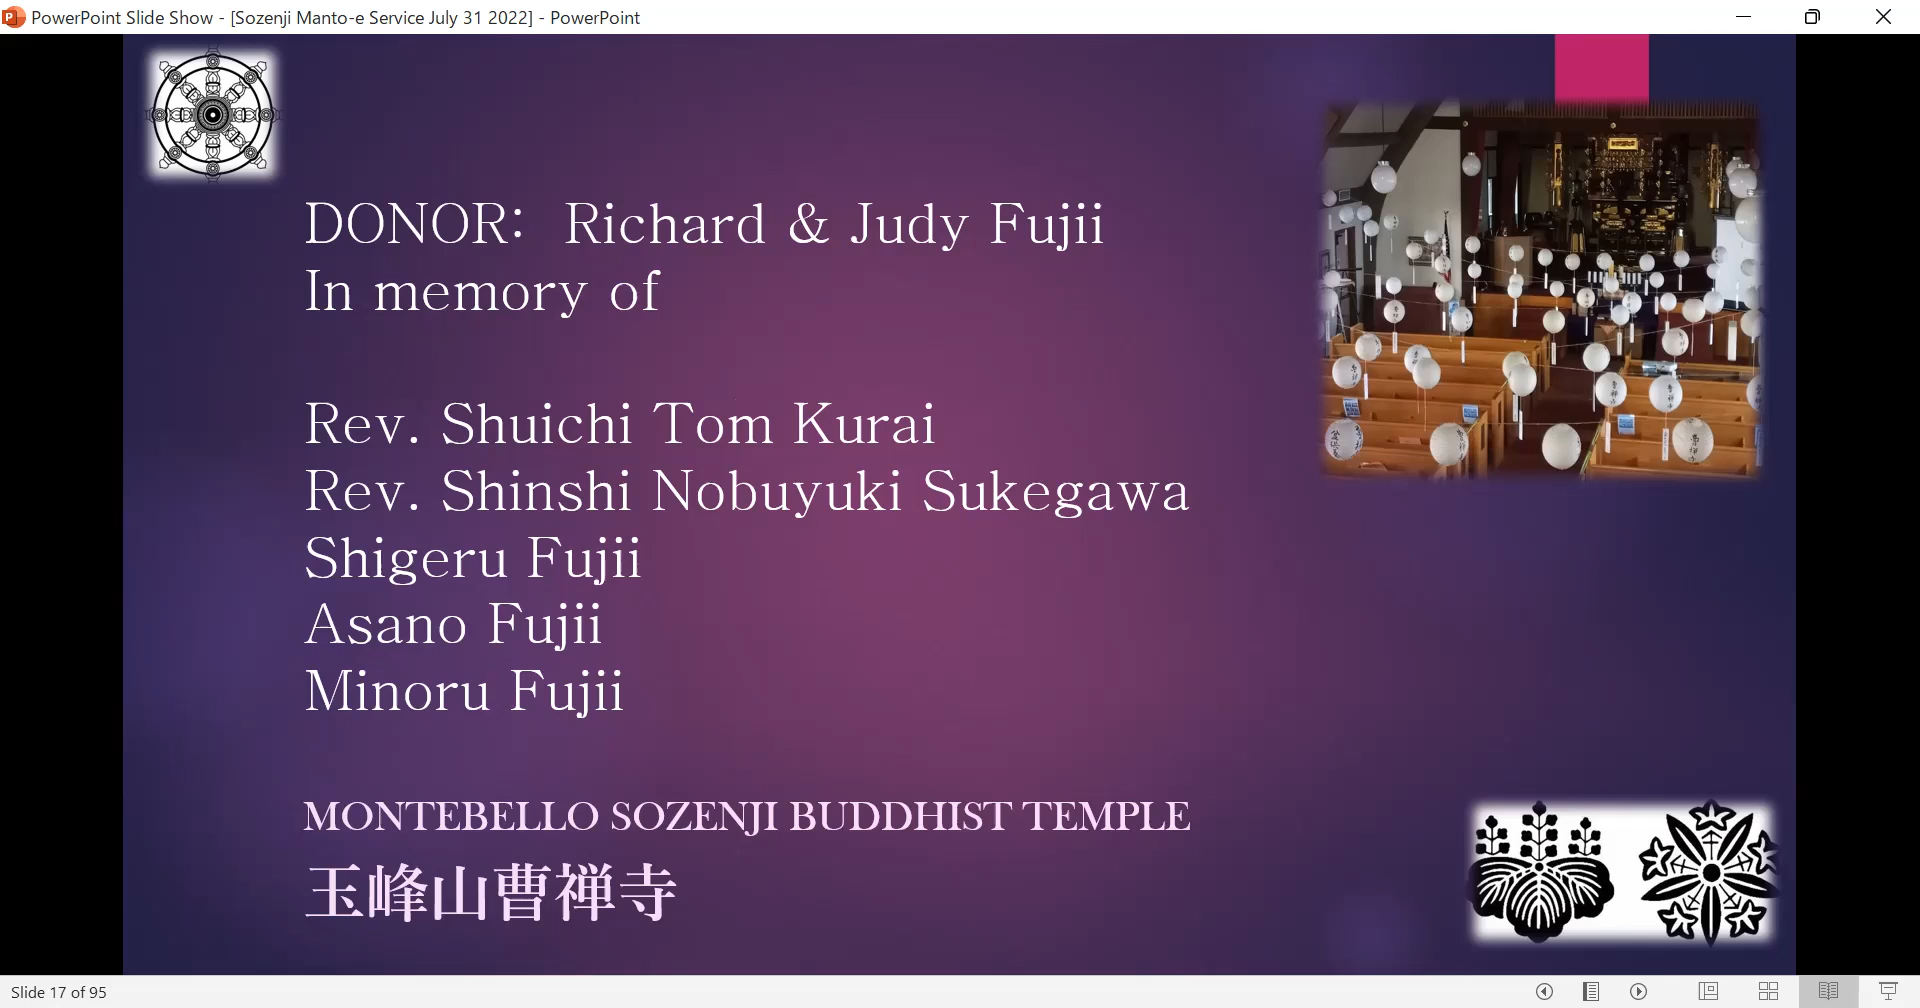 PowerPoint Slide Show - [Sozenji Manto-e Service July 31 2022] - PowerPoint
DONOR: Richard & Judy Fujii
In memory of
Rev. Shuichi Tom Kurai
Rev. Shinshi Nobuyuki Sukegawa
Shigeru Fujii
Asano Fujii
Minoru Fujii
MONTEBELLO SOZENJI BUDDHIST TEMPLE
玉峰山曹禅寺
Slide 17 of 95